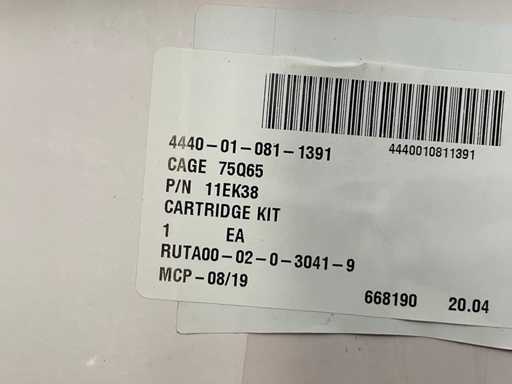 4440-01-081-1391
4440010811391
CAGE 75Q65
P/N 11EK38
CARTRIDGE KIT
1 EA
RUTA00-02-0-3041-9
MCP-08/19
668190 20.04